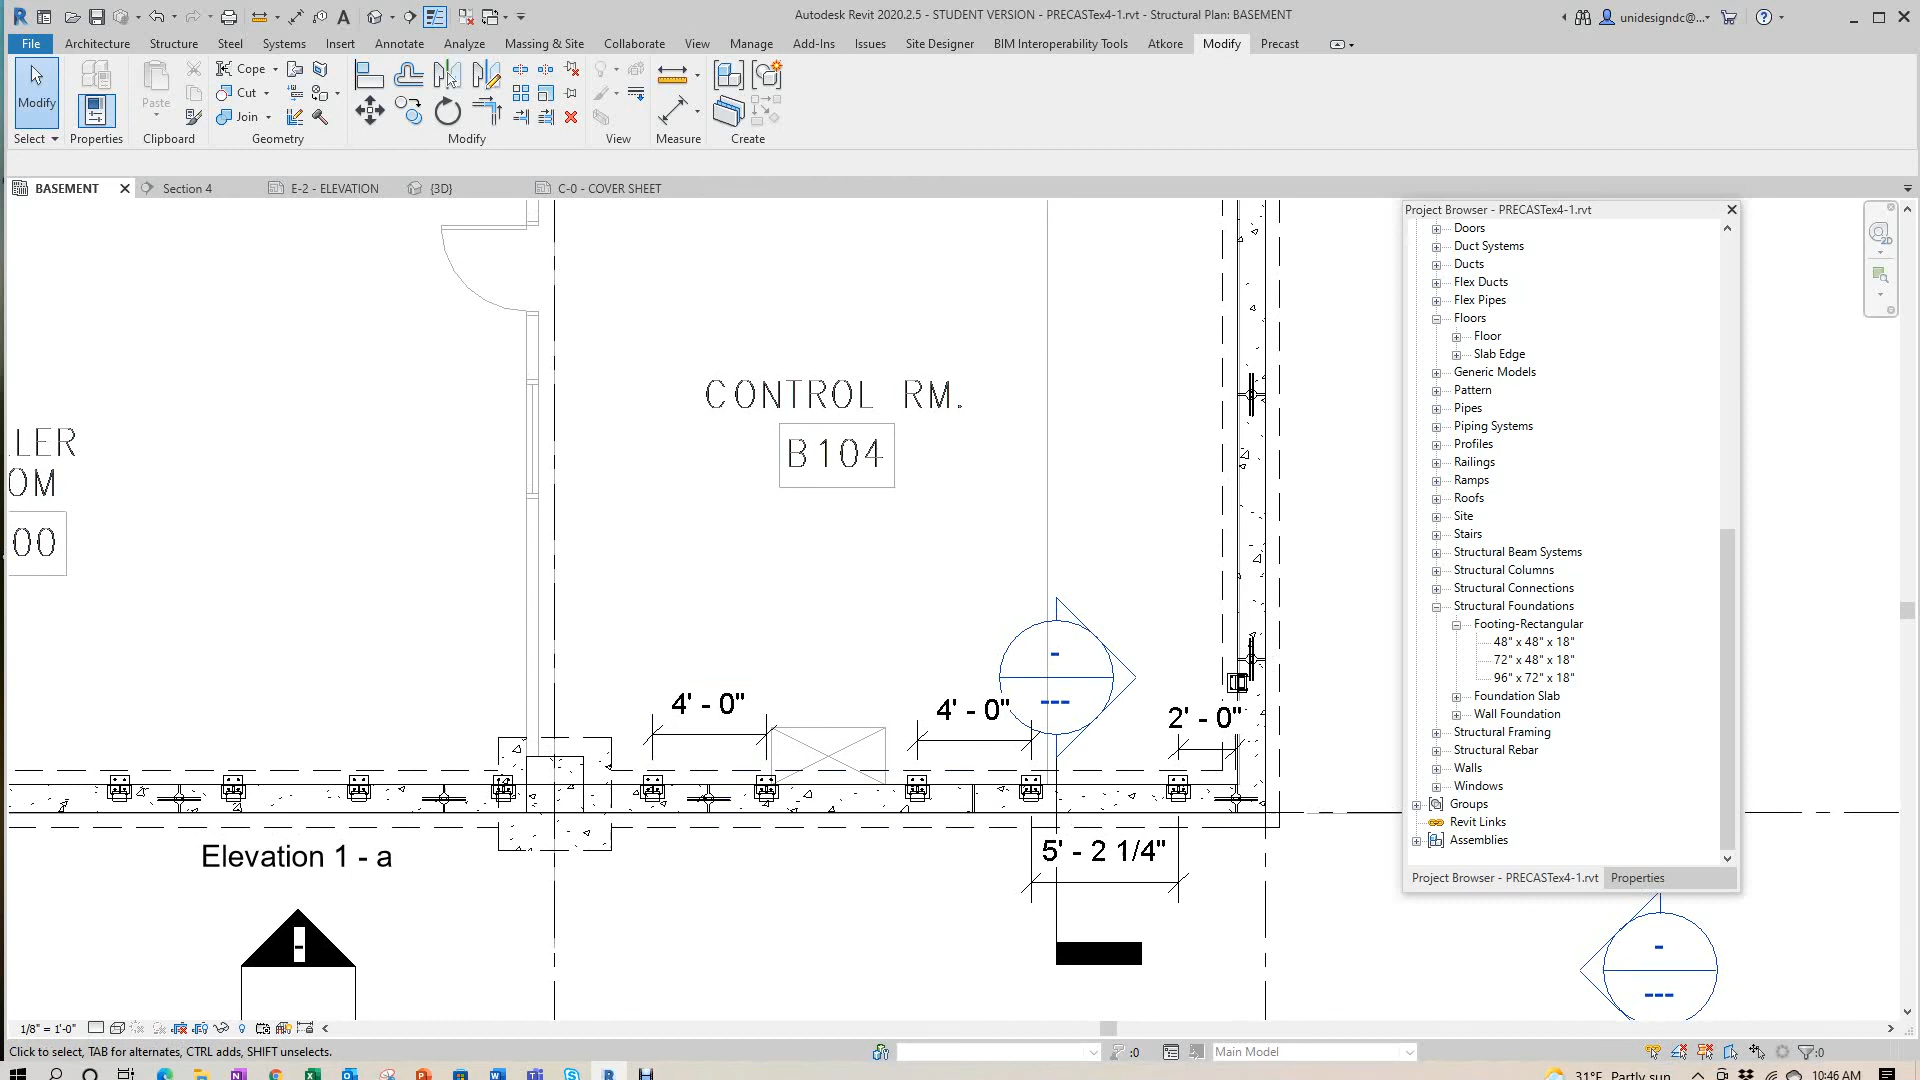 Autodesk Revit 2020.2.5 - STUDENT VERSION - PRECASTex4-1.rvt - Structural Plan: BASEMENT
unidesigndc@...
File Architecture Structure Steel Systems Insert Annotate Analyze Massing & Site Collaborate View Manage Add-Ins Issues Site Designer BIM Interoperability Tools Atkore Modify Precast
Cope
Cut
Join
Modify
Paste
Select Properties Clipboard Geometry Modify View Measure Create
BASEMENT Section 4 E-2 - ELEVATION {3D} C-0 - COVER SHEET
Project Browser - PRECASTex4-1.rvt
Doors
Duct Systems
Ducts
Flex Ducts
Flex Pipes
Floors
Floor
Slab Edge
Generic Models
Pattern
Pipes
Piping Systems
Profiles
Railings
Ramps
Roofs
Site
Stairs
Structural Beam Systems
Structural Columns
Structural Connections
Structural Foundations
Footing-Rectangular
48" x 48" x 18"
72" x 48" x 18"
96" x 72" x 18"
Foundation Slab
Wall Foundation
Structural Framing
Structural Rebar
Walls
Windows
Groups
Revit Links
Assemblies
Project Browser - PRECASTex4-1.rvt Properties
2D
CONTROL RM.
B104
LER
OM
00
4' - 0"
4' - 0"
2' - 0"
-
---
5' - 2 1/4"
Elevation 1 - a
-
-
---
1/8" = 1'-0"
Click to select, TAB for alternates, CTRL adds, SHIFT unselects.
:0
Main Model
:0
31°F Partly sun...
10:46 AM